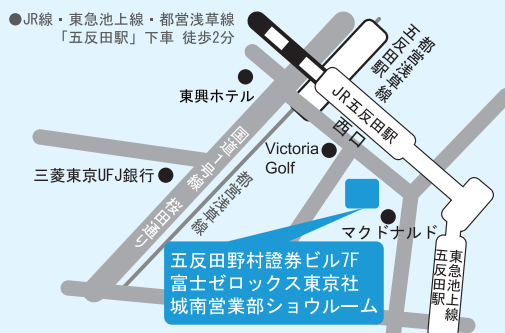 ●JR線・東急池上線・都営浅草線
「五反田駅」下車 徒歩2分
都営浅草線
五反田駅
JR五反田駅
西口
東興ホテル
国道1号線 桜田通り
都営浅草線
Victoria
Golf
三菱東京UFJ銀行
マクドナルド
東急池上線
五反田駅
五反田野村證券ビル7F
富士ゼロックス東京社
城南営業部ショウルーム